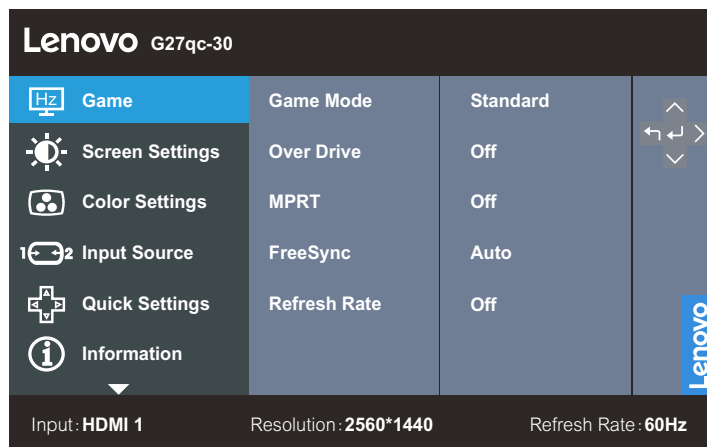 Lenovo G27qc-30
Hz Game Game Mode Standard
Screen Settings Over Drive Off
Color Settings MPRT Off
1 2 Input Source FreeSync Auto
Quick Settings Refresh Rate Off
i Information
Lenovo
Input: HDMI 1 Resolution: 2560*1440 Refresh Rate: 60Hz